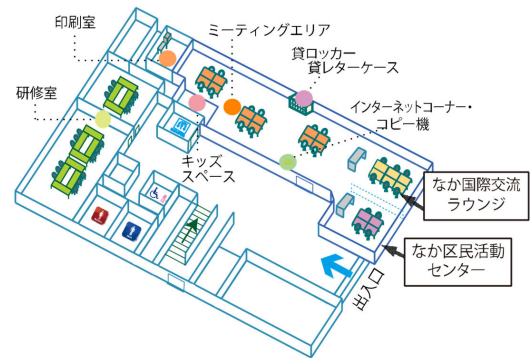 印刷室
ミーティングエリア
貸ロッカー
貸レターケース
研修室
インターネットコーナー・
コピー機
キッズ
スペース
なか国際交流
ラウンジ
なか区民活動
センター
出入口